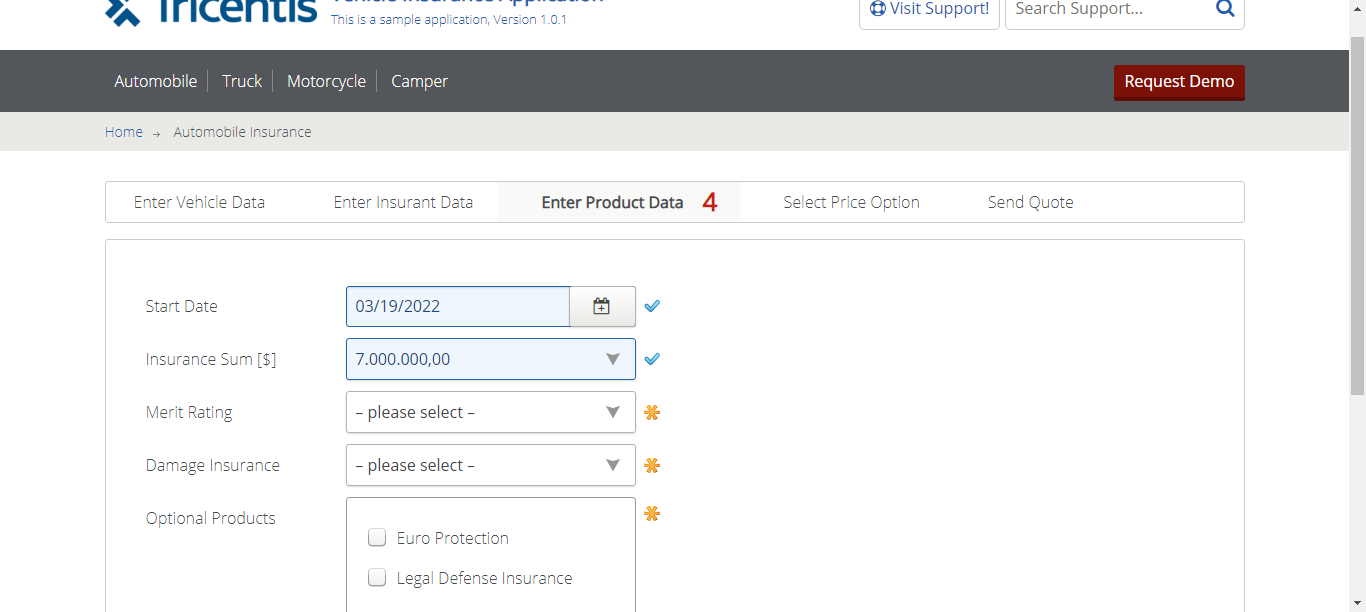 Tricentis
Vehicle Insurance Application
This is a sample application, Version 1.0.1
Visit Support!
Search Support...
Automobile
Truck
Motorcycle
Camper
Request Demo
Home → Automobile Insurance
Enter Vehicle Data
Enter Insurant Data
Enter Product Data 4
Select Price Option
Send Quote
Start Date
03/19/2022
Insurance Sum [$]
7.000.000,00
Merit Rating
– please select –
Damage Insurance
– please select –
Optional Products
Euro Protection
Legal Defense Insurance